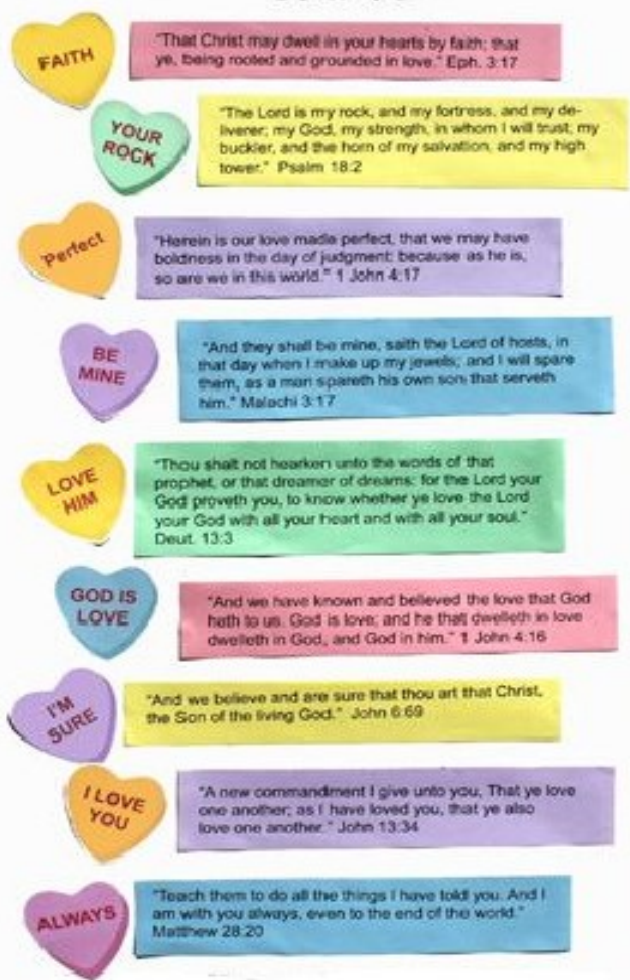 FAITH
"That Christ may dwell in your hearts by faith; that
ye, being rooted and grounded in love." Eph. 3:17
YOUR
ROCK
"The Lord is my rock, and my fortress, and my de-
liverer; my God, my strength, in whom I will trust; my
buckler, and the horn of my salvation, and my high
tower." Psalm 18:2
Perfect
"Herein is our love made perfect, that we may have
boldness in the day of judgment: because as he is,
so are we in this world." 1 John 4:17
BE
MINE
"And they shall be mine, saith the Lord of hosts, in
that day when I make up my jewels; and I will spare
them, as a man spareth his own son that serveth
him." Malachi 3:17
LOVE
HIM
"Thou shalt not hearken unto the words of that
prophet, or that dreamer of dreams: for the Lord your
God proveth you, to know whether ye love the Lord
your God with all your heart and with all your soul."
Deut. 13:3
GOD IS
LOVE
"And we have known and believed the love that God
hath to us. God is love; and he that dwelleth in love
dwelleth in God, and God in him." 1 John 4:16
I'M
SURE
"And we believe and are sure that thou art that Christ,
the Son of the living God." John 6:69
I LOVE
YOU
"A new commandment I give unto you, That ye love
one another; as I have loved you, that ye also
love one another." John 13:34
ALWAYS
"Teach them to do all the things I have told you. And I
am with you always, even to the end of the world."
Matthew 28:20